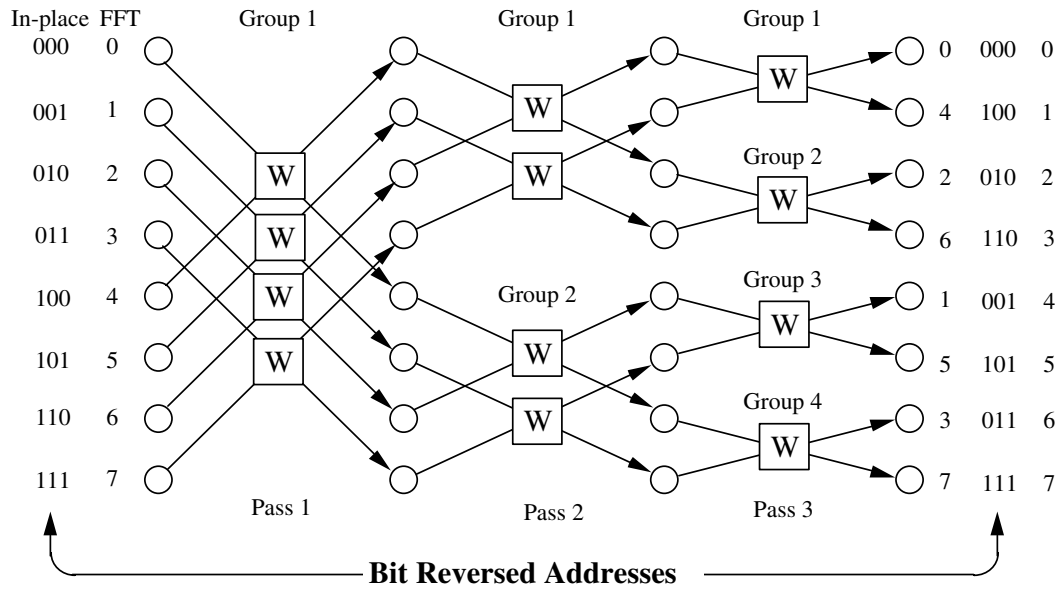 In-place FFT Group 1 Group 1 Group 1
000 0 0 000 0
W
001 1 W 4 100 1
Group 2
010 2 W W 2 010 2
W
011 3 W 6 110 3
Group 3
100 4 W Group 2 1 001 4
W
101 5 W W 5 101 5
Group 4
110 6 W 3 011 6
W
111 7 7 111 7
Pass 1 Pass 2 Pass 3
Bit Reversed Addresses